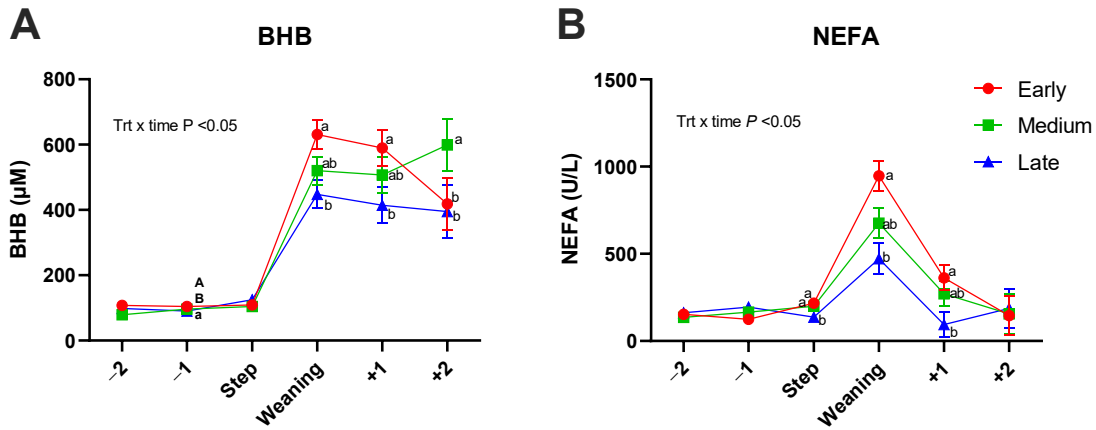 A
BHB
800
600
400
200
0
BHB (µM)
Trt x time P <0.05
A
B
a
a
ab
b
a
ab
b
a
b
b
−2
−1
Step
Weaning
+1
+2
B
NEFA
1500
1000
500
0
NEFA (U/L)
Trt x time P <0.05
a
a
b
a
ab
b
a
ab
b
−2
−1
Step
Weaning
+1
+2
Early
Medium
Late